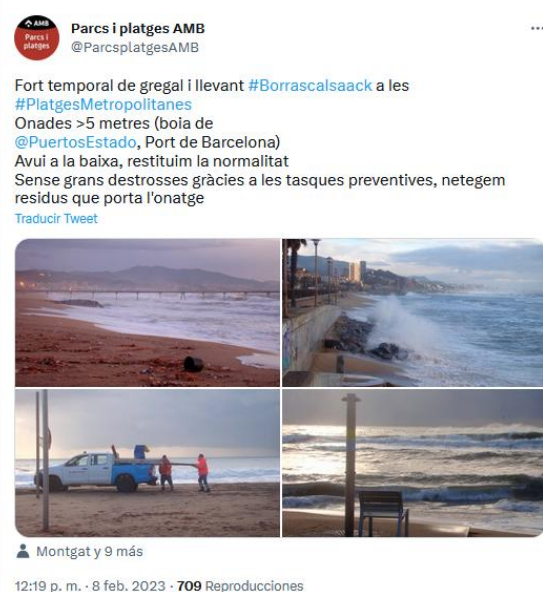 AMB
Parcs i
platges
Parcs i platges AMB
@ParcsplatgesAMB
Fort temporal de gregal i llevant #BorrascaIsaack a les
#PlatgesMetropolitanes
Onades >5 metres (boia de
@PuertosEstado, Port de Barcelona)
Avui a la baixa, restituim la normalitat
Sense grans destrosses gràcies a les tasques preventives, netegem
residus que porta l'onatge
Traducir Tweet
Montgat y 9 más
12:19 p. m. · 8 feb. 2023 · 709 Reproducciones